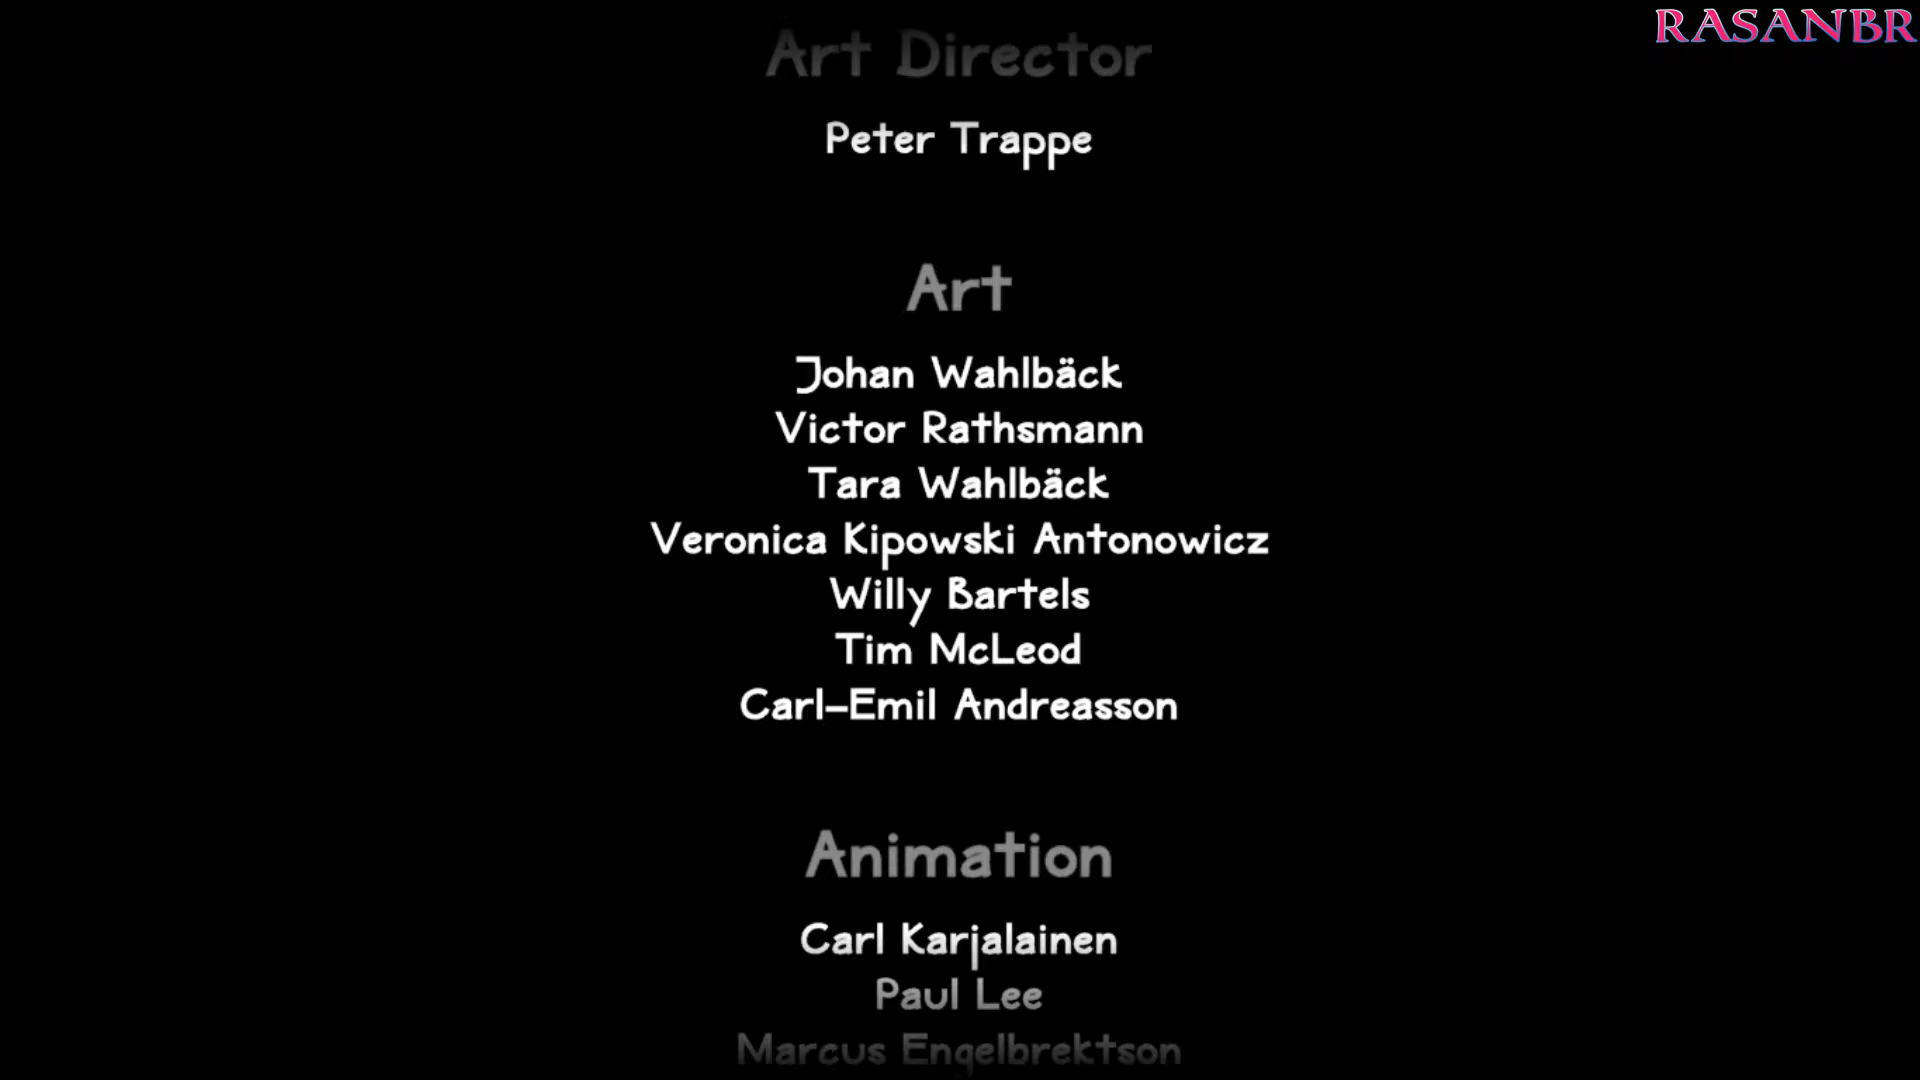 RASANBR
Art Director
Peter Trappe
Art
Johan Wahlbäck
Victor Rathsmann
Tara Wahlbäck
Veronica Kipowski Antonowicz
Willy Bartels
Tim McLeod
Carl-Emil Andreasson
Animation
Carl Karjalainen
Paul Lee
Marcus Engelbrektson